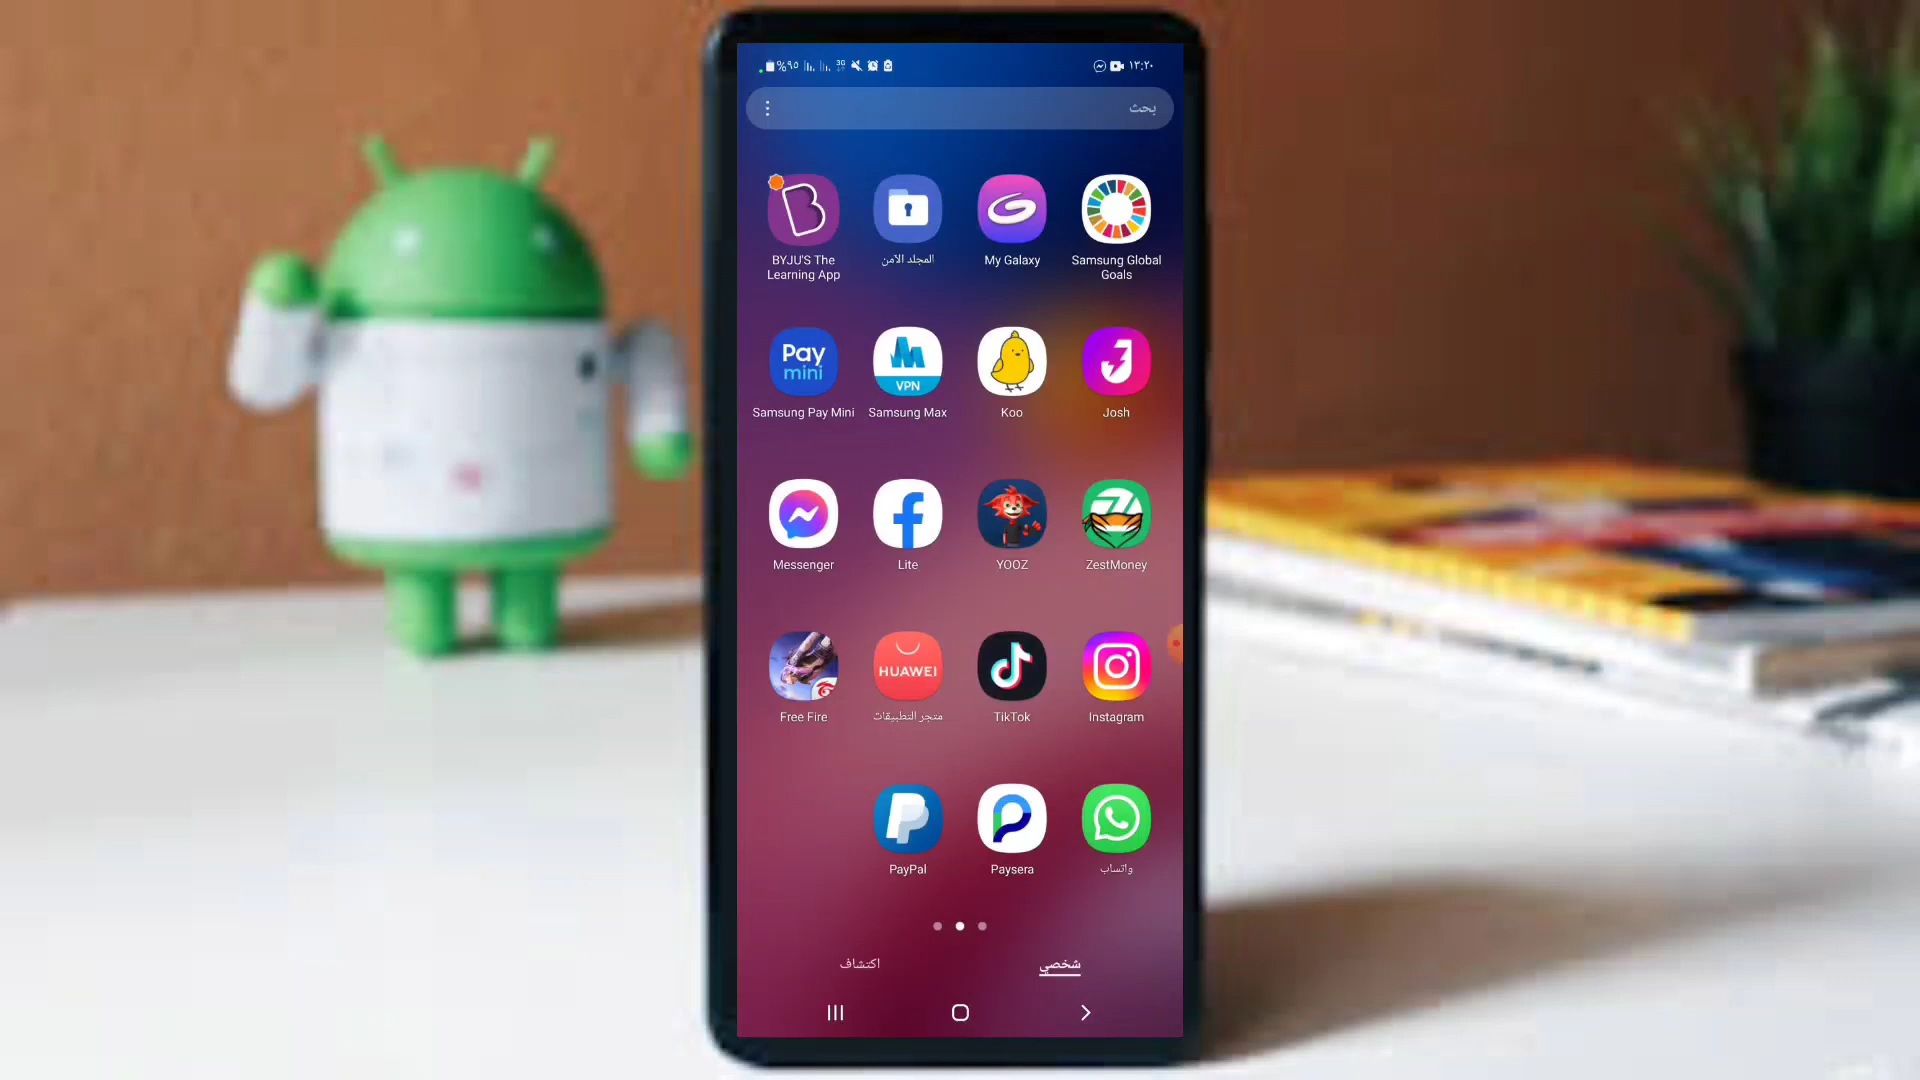 %٩٥ 3G ١٢:٢٠
بحث
BYJU'S The Learning App
المجلد الآمن
My Galaxy
Samsung Global Goals
Pay mini
VPN
Samsung Pay Mini
Samsung Max
Koo
Josh
Messenger
Lite
YOOZ
ZestMoney
HUAWEI
Free Fire
متجر التطبيقات
TikTok
Instagram
PayPal
Paysera
واتساب
اكتشاف
شخصي